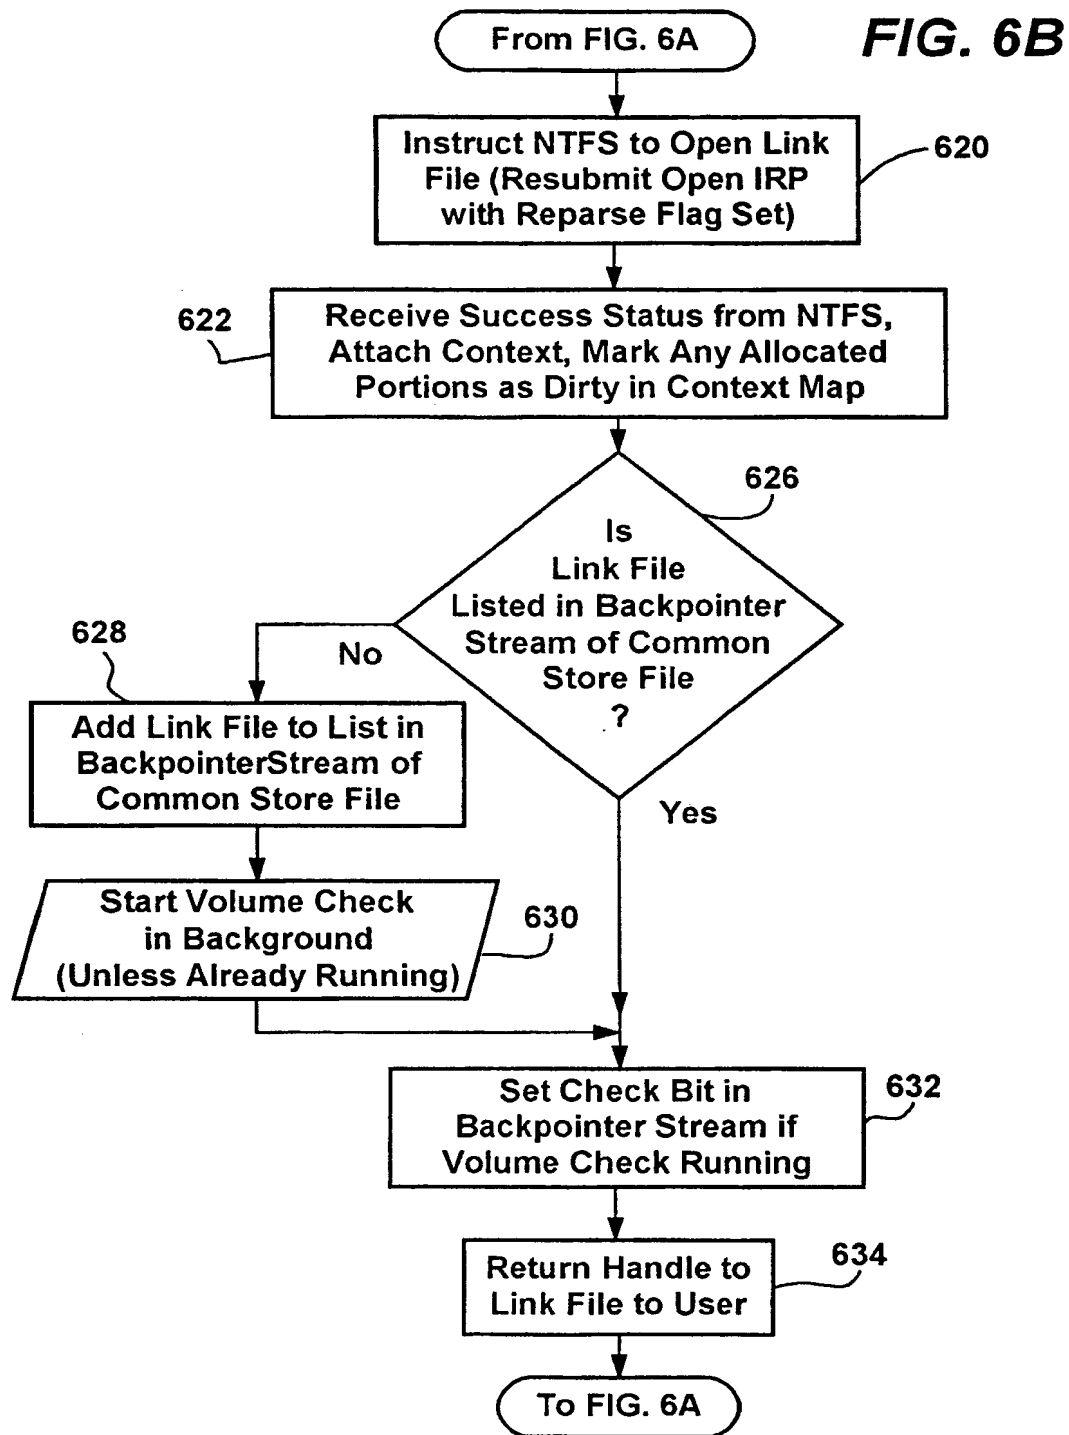 From FIG. 6A
FIG. 6B
Instruct NTFS to Open Link
File (Resubmit Open IRP
with Reparse Flag Set)
620
622
Receive Success Status from NTFS,
Attach Context, Mark Any Allocated
Portions as Dirty in Context Map
626
Is
Link File
Listed in Backpointer
Stream of Common
Store File
?
628
No
Add Link File to List in
BackpointerStream of
Common Store File
Yes
Start Volume Check
in Background
(Unless Already Running)
630
Set Check Bit in
Backpointer Stream if
Volume Check Running
632
Return Handle to
Link File to User
634
To FIG. 6A